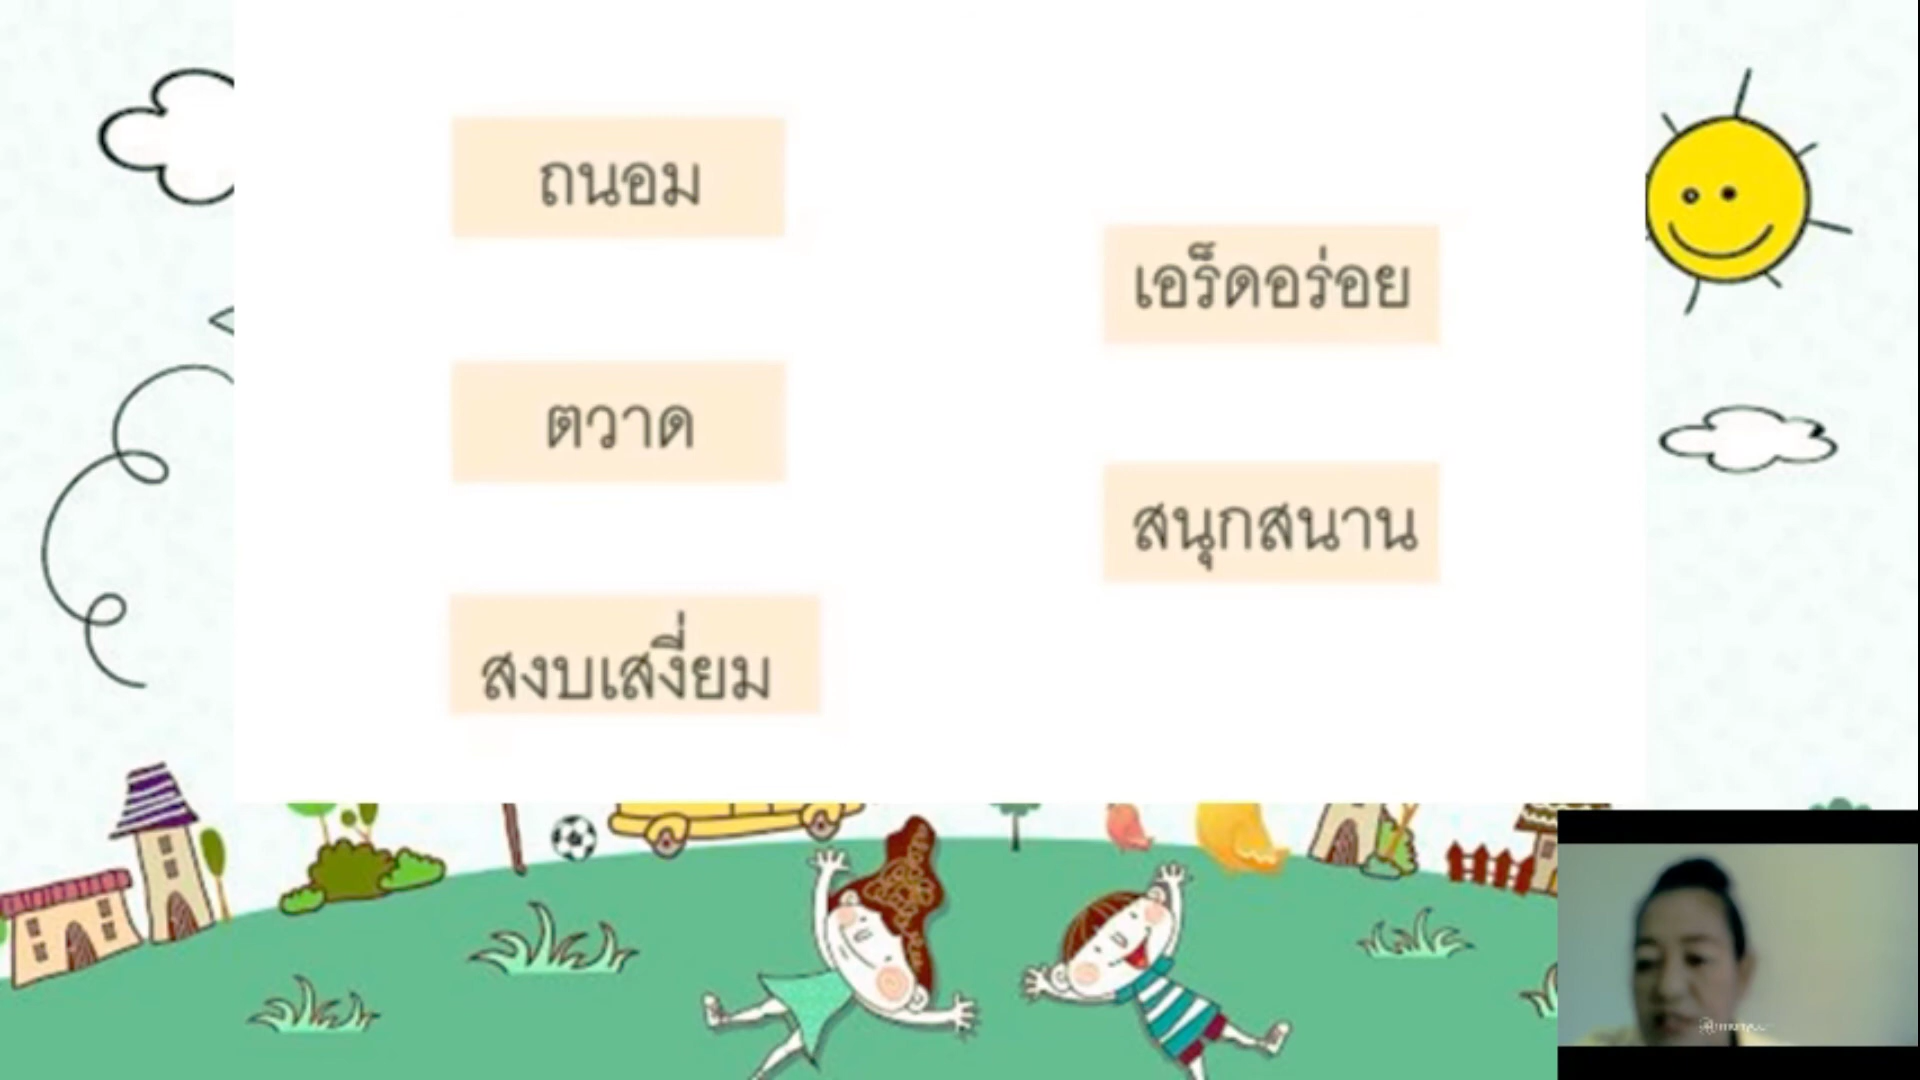 ถนอม
เอร็ดอร่อย
ตวาด
สนุกสนาน
สงบเสงี่ยม